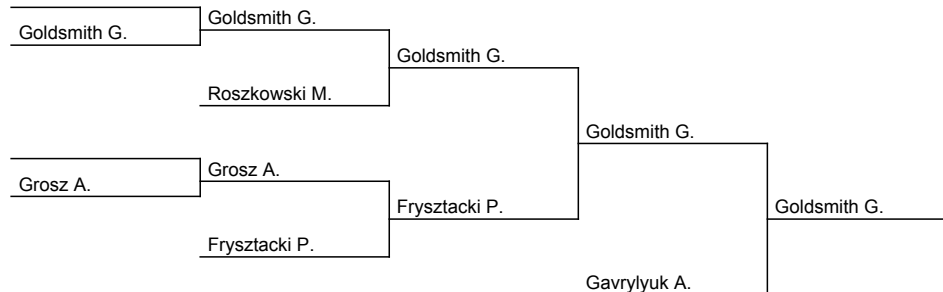 Goldsmith G.
Goldsmith G.
Goldsmith G.
Roszkowski M.
Goldsmith G.
Grosz A.
Grosz A.
Frysztacki P.
Goldsmith G.
Frysztacki P.
Gavrylyuk A.